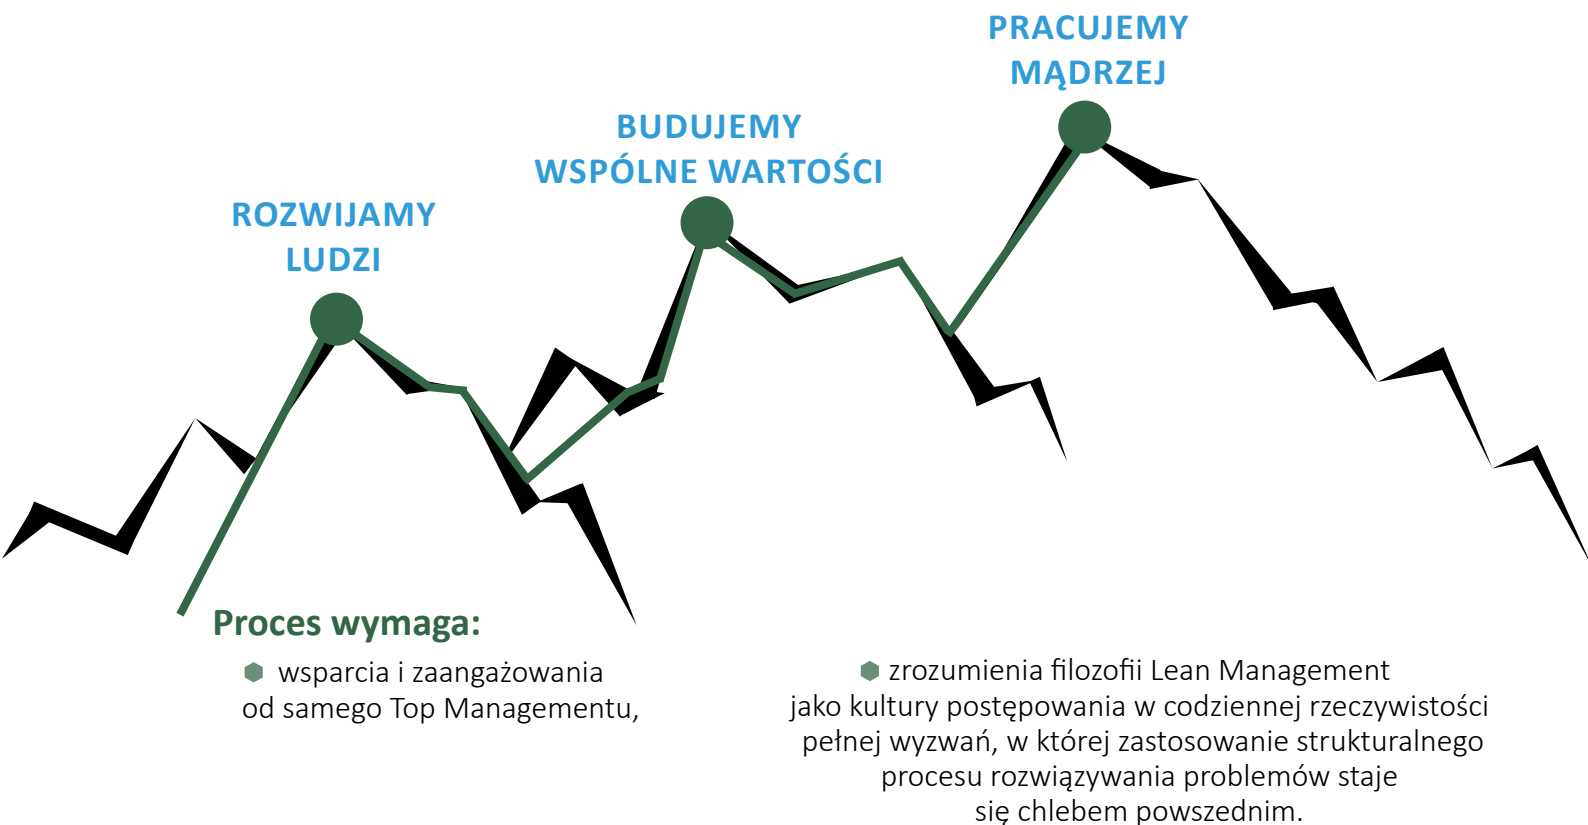 PRACUJEMY
MĄDRZEJ
BUDUJEMY
WSPÓLNE WARTOŚCI
ROZWIJAMY
LUDZI
Proces wymaga:
wsparcia i zaangażowania
od samego Top Managementu,
zrozumienia filozofii Lean Management
jako kultury postępowania w codziennej rzeczywistości
pełnej wyzwań, w której zastosowanie strukturalnego
procesu rozwiązywania problemów staje
się chlebem powszednim.